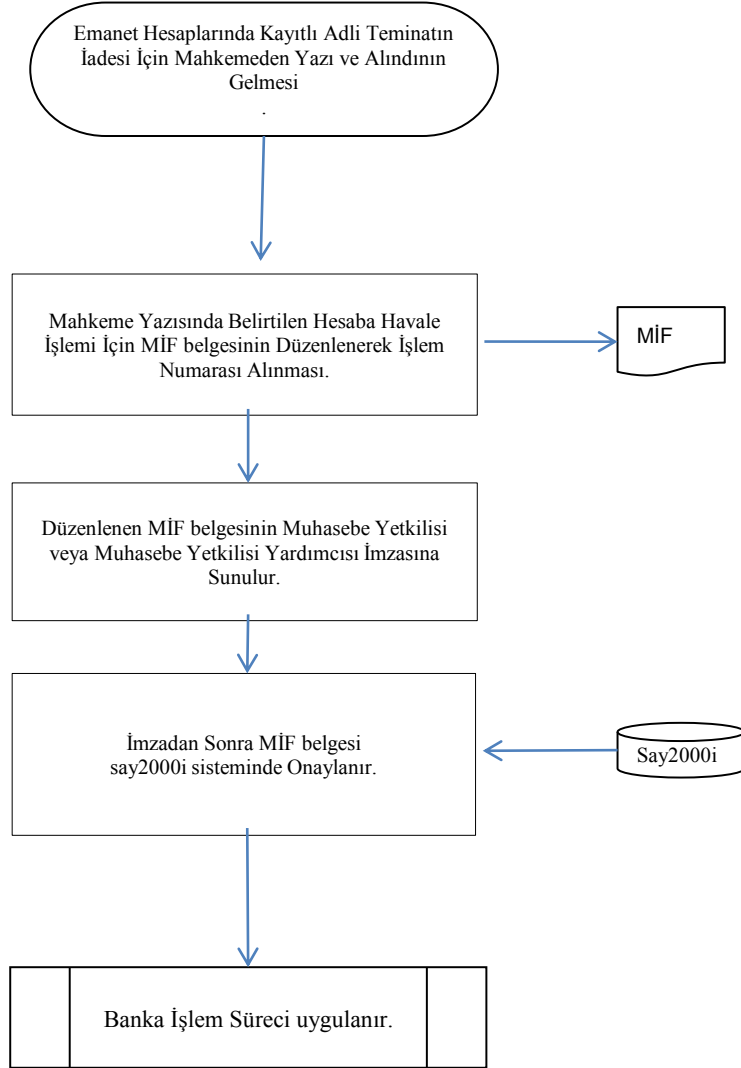 Emanet Hesaplarında Kayıtlı Adli Teminatın
İadesi İçin Mahkemeden Yazı ve Alındının
Gelmesi
.
Mahkeme Yazısında Belirtilen Hesaba Havale
İşlemi İçin MİF belgesinin Düzenlenerek İşlem
Numarası Alınması.
MİF
Düzenlenen MİF belgesinin Muhasebe Yetkilisi
veya Muhasebe Yetkilisi Yardımcısı İmzasına
Sunulur.
İmzadan Sonra MİF belgesi
say2000i sisteminde Onaylanır.
Say2000i
Banka İşlem Süreci uygulanır.